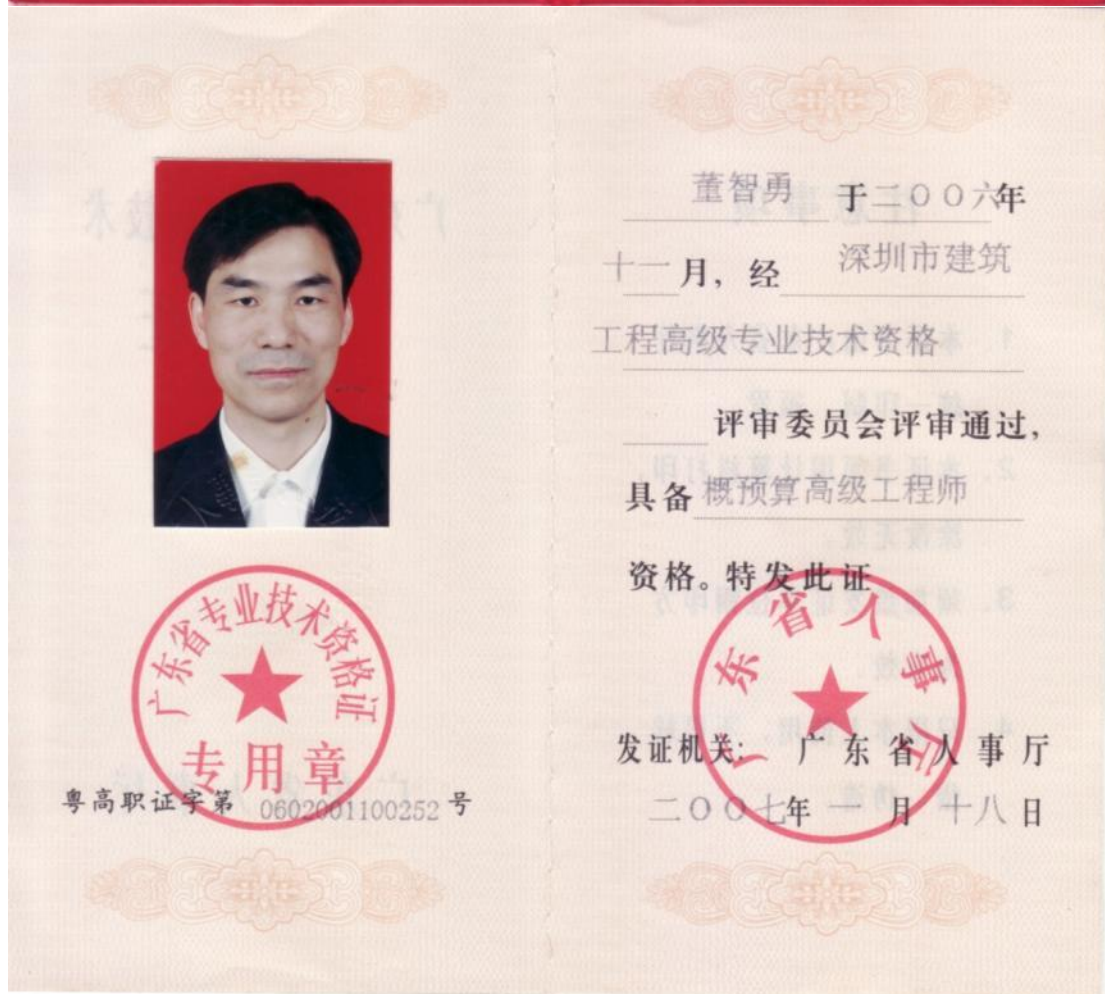 广东省专业技术资格证
专用章
粤高职证字第 0602001100252 号
董智勇 于二００六年
十一月，经 深圳市建筑
工程高级专业技术资格
评审委员会评审通过，
具备 概预算高级工程师
资格。特发此证
广东省人事厅
发证机关: 广东省人事厅
二００七年 一 月 十八 日